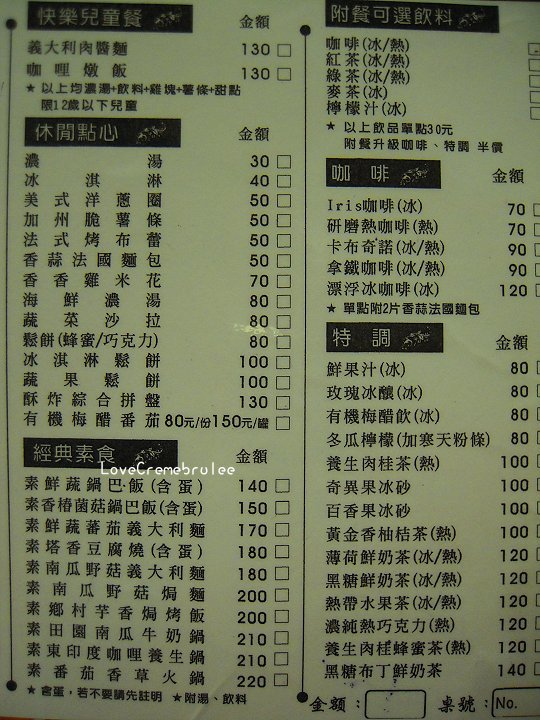 快樂兒童餐 金額
義大利肉醬麵 130
咖哩燉飯 130
★ 以上均濃湯+飲料+雞塊+薯條+甜點
限12歲以下兒童
休閒點心 金額
濃湯 30
冰淇淋 40
美式洋蔥圈 50
加州脆薯條 50
法式烤布蕾 50
香蒜法國麵包 50
香香雞米花 70
海鮮濃湯 80
蔬菜沙拉 80
鬆餅(蜂蜜/巧克力) 80
冰淇淋鬆餅 100
蔬果鬆餅 100
酥炸綜合拼盤 130
有機梅醋番茄 80元/份150元/罐
經典素食 金額
LoveCremebrulee
素鮮蔬鍋巴·飯(含蛋) 140
素香樁菌菇鍋巴飯(含蛋) 150
素鮮蔬蕃茄義大利麵 170
素塔香豆腐燒(含蛋) 180
素南瓜野菇義大利麵 180
素南瓜野菇焗麵 200
素鄉村芋香焗烤飯 200
素田園南瓜牛奶鍋 210
素東印度咖哩養生鍋 210
素番茄香草火鍋 220
★ 含蛋，若不要請先註明 ★附湯、飲料
附餐可選飲料
咖啡(冰/熱)
紅茶(冰/熱)
綠茶(冰/熱)
麥茶(冰)
檸檬汁(冰)
★ 以上飲品單點30元
附餐升級咖啡、特調 半價
咖啡 金額
Iris咖啡(冰) 70
研磨熱咖啡(熱) 70
卡布奇諾(冰/熱) 90
拿鐵咖啡(冰/熱) 90
漂浮冰咖啡(冰) 120
★ 單點附2片香蒜法國麵包
特調 金額
鮮果汁(冰) 80
玫瑰冰釀(冰) 80
有機梅醋飲(冰) 80
冬瓜檸檬(加寒天粉條) 80
養生肉桂茶(熱) 100
奇異果冰砂 100
百香果冰砂 100
黃金香柚桔茶(熱) 100
薄荷鮮奶茶(冰/熱) 120
黑糖鮮奶茶(冰/熱) 120
熱帶水果茶(冰/熱) 120
濃純熱巧克力(熱) 120
養生肉桂蜂蜜茶(熱) 120
黑糖布丁鮮奶茶 140
金額： 桌號：No.